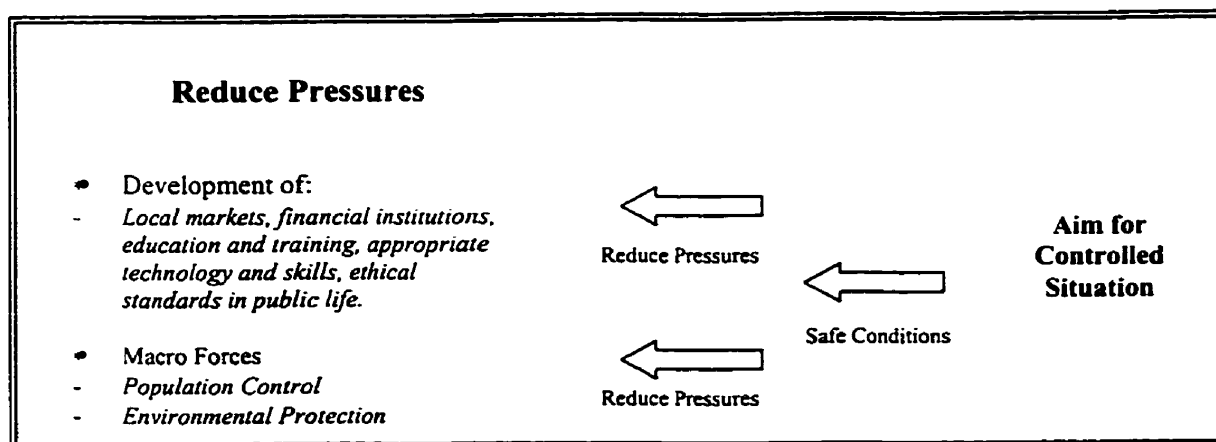 Reduce Pressures
• Development of:
- Local markets, financial institutions,
education and training, appropriate
technology and skills, ethical
standards in public life.
• Macro Forces
- Population Control
- Environmental Protection
Reduce Pressures
Reduce Pressures
Safe Conditions
Aim for
Controlled
Situation